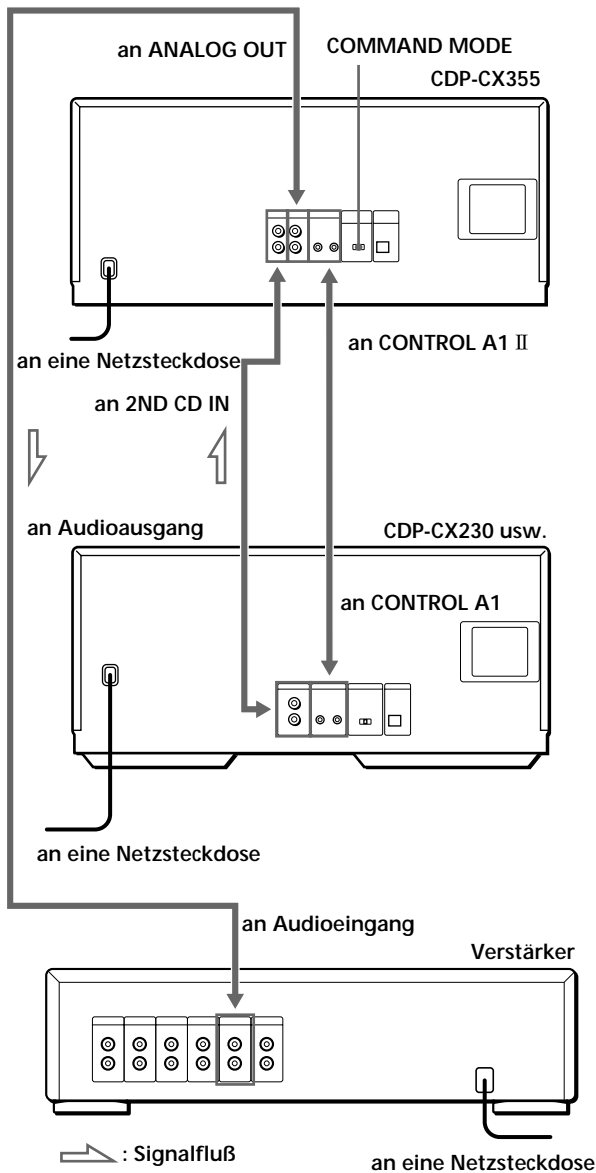 an ANALOG OUT
COMMAND MODE
CDP-CX355
an eine Netzsteckdose
an CONTROL A1 II
an 2ND CD IN
an Audioausgang
CDP-CX230 usw.
an CONTROL A1
an eine Netzsteckdose
an Audioeingang
Verstärker
: Signalfluß
an eine Netzsteckdose